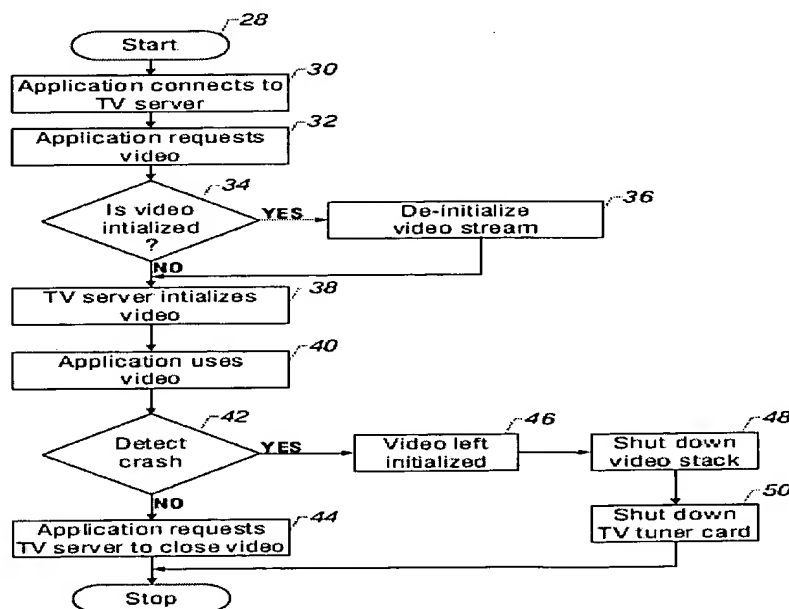 28
Start
30
Application connects to
TV server
32
Application requests
video
34
Is video
intialized
?
YES
36
De-initialize
video stream
NO
38
TV server intializes
video
40
Application uses
video
42
Detect
crash
YES
46
Video left
initialized
48
Shut down
video stack
NO
44
Application requests
TV server to close video
50
Shut down
TV tuner card
Stop